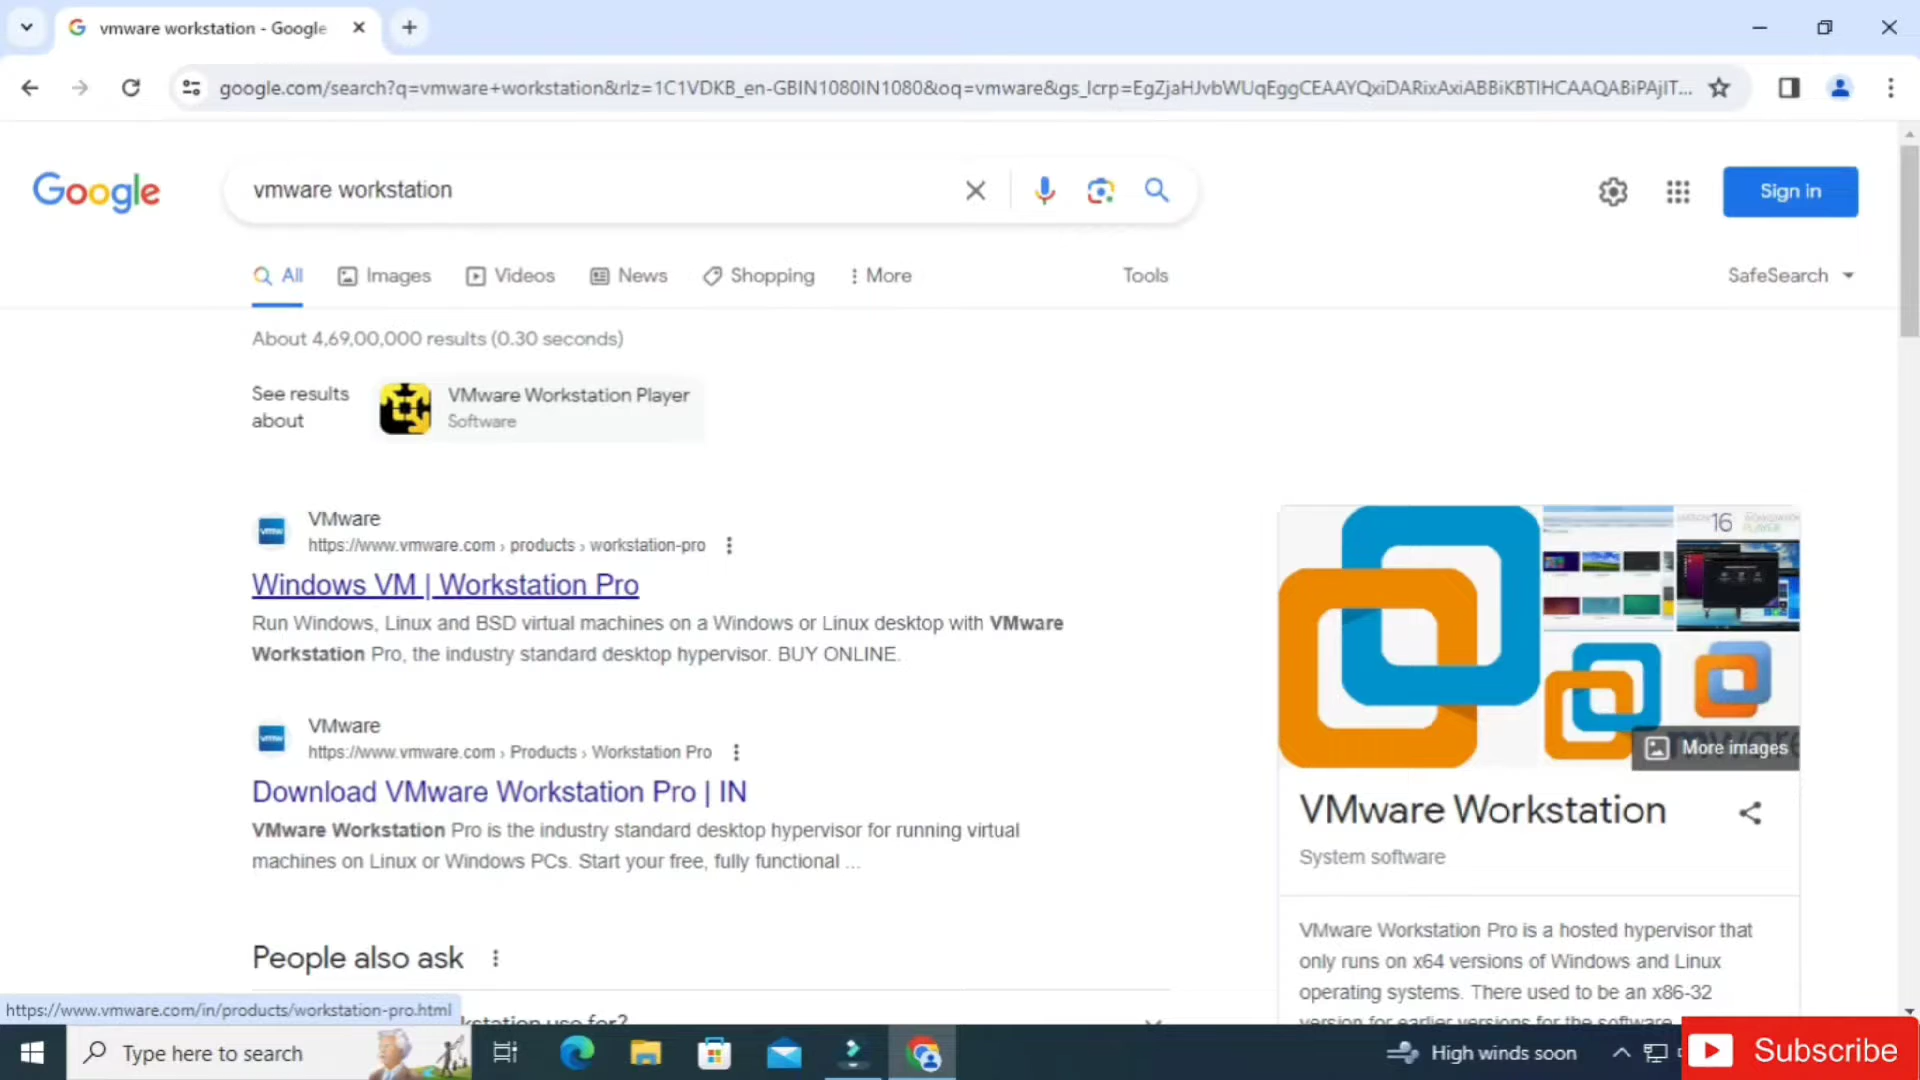 vmware workstation - Google
google.com/search?q=vmware+workstation&rlz=1C1VDKB_en-GBIN1080IN1080&oq=vmware&gs_lcrp=EgZjaHJvbWUqEggCEAAYQxiDARixAxiABBiKBTIHCAAQABiPAjIT...
Google
vmware workstation
Sign in
All Images Videos News Shopping More Tools SafeSearch
About 4,69,00,000 results (0.30 seconds)
See results about
VMware Workstation Player
Software
VMware
https://www.vmware.com › products › workstation-pro
Windows VM | Workstation Pro
Run Windows, Linux and BSD virtual machines on a Windows or Linux desktop with VMware
Workstation Pro, the industry standard desktop hypervisor. BUY ONLINE.
VMware
https://www.vmware.com › Products › Workstation Pro
Download VMware Workstation Pro | IN
VMware Workstation Pro is the industry standard desktop hypervisor for running virtual
machines on Linux or Windows PCs. Start your free, fully functional ...
People also ask
16
More images
VMware Workstation
System software
VMware Workstation Pro is a hosted hypervisor that
only runs on x64 versions of Windows and Linux
operating systems. There used to be an x86-32
version for earlier versions of the software
https://www.vmware.com/in/products/workstation-pro.html
Type here to search
High winds soon
Subscribe